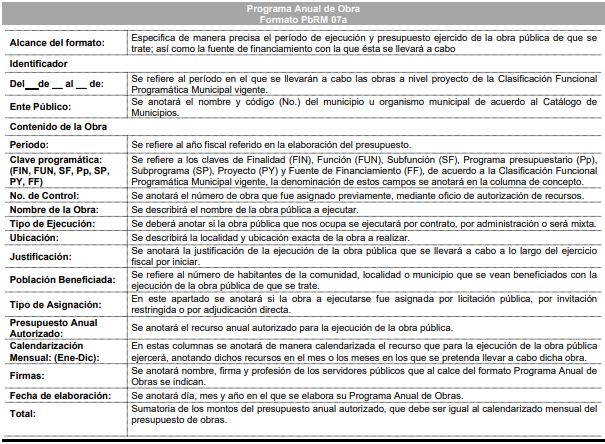 Programa Anual de Obra
Formato PbRM 07a
Alcance del formato:
Especifica de manera precisa el período de ejecución y presupuesto ejercido de la obra pública de que se
trate; así como la fuente de financiamiento con la que ésta se llevará a cabo
Identificador
Del__de __ al __ de:
Se refiere al período en el que se llevarán a cabo las obras a nivel proyecto de la Clasificación Funcional
Programática Municipal vigente.
Ente Público:
Se anotará el nombre y código (No.) del municipio u organismo municipal de acuerdo al Catálogo de
Municipios.
Contenido de la Obra
Período:
Se refiere al año fiscal referido en la elaboración del presupuesto.
Clave programática:
(FIN, FUN, SF, Pp, SP,
PY, FF)
Se refiere a los claves de Finalidad (FIN), Función (FUN), Subfunción (SF), Programa presupuestario (Pp),
Subprograma (SP), Proyecto (PY) y Fuente de Financiamiento (FF), de acuerdo a la Clasificación Funcional
Programática Municipal vigente, la denominación de estos campos se anotará en la columna de concepto.
No. de Control:
Se anotará el número de obra que fue asignado previamente, mediante oficio de autorización de recursos.
Nombre de la Obra:
Se describirá el nombre de la obra pública a ejecutar.
Tipo de Ejecución:
Se deberá anotar si la obra pública que nos ocupa se ejecutará por contrato, por administración o será mixta.
Ubicación:
Se describirá la localidad y ubicación exacta de la obra a realizar.
Justificación:
Se anotará la justificación de la ejecución de la obra pública que se llevará a cabo a lo largo del ejercicio
fiscal por iniciar.
Población Beneficiada:
Se refiere al número de habitantes de la comunidad, localidad o municipio que se vean beneficiados con la
ejecución de la obra pública de que se trate.
Tipo de Asignación:
En este apartado se anotará si la obra a ejecutarse fue asignada por licitación pública, por invitación
restringida o por adjudicación directa.
Presupuesto Anual
Autorizado:
Se anotará el recurso anual autorizado para la ejecución de la obra pública.
Calendarización
Mensual: (Ene-Dic):
En estas columnas se anotará de manera calendarizada el recurso que para la ejecución de la obra pública
ejercerá, anotando dichos recursos en el mes o los meses en los que se pretenda llevar a cabo dicha obra.
Firmas:
Se anotará nombre, firma y profesión de los servidores públicos que al calce del formato Programa Anual de
Obras se indican.
Fecha de elaboración:
Se anotará día, mes y año en el que se elabora su Programa Anual de Obras.
Total:
Sumatoria de los montos del presupuesto anual autorizado, que debe ser igual al calendarizado mensual del
presupuesto de obras.